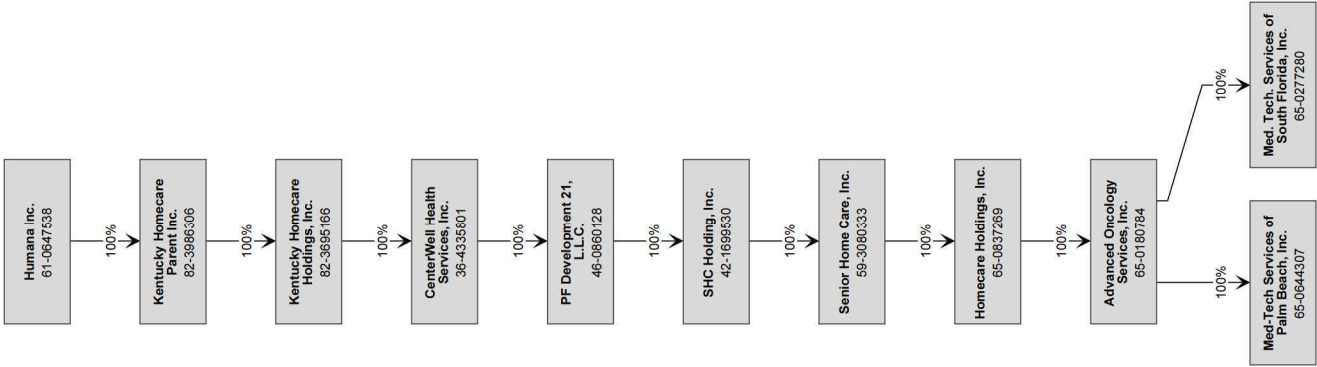 Humana inc.
61-0647538
100%
Kentucky Homecare
Parent Inc.
82-3986306
100%
Kentucky Homecare
Holdings, Inc.
82-3695166
100%
CenterWell Health
Services, Inc.
36-4335801
100%
PF Development 21,
L.L.C.
46-0860128
100%
SHC Holding, Inc.
42-1699530
100%
Senior Home Care, Inc.
59-3080333
100%
Homecare Holdings, Inc.
65-0837269
100%
Advanced Oncology
Services, Inc.
65-0180784
100%
Med-Tech Services of
Palm Beach, Inc.
65-0644307
100%
Med. Tech. Services of
South Florida, Inc.
65-0277280